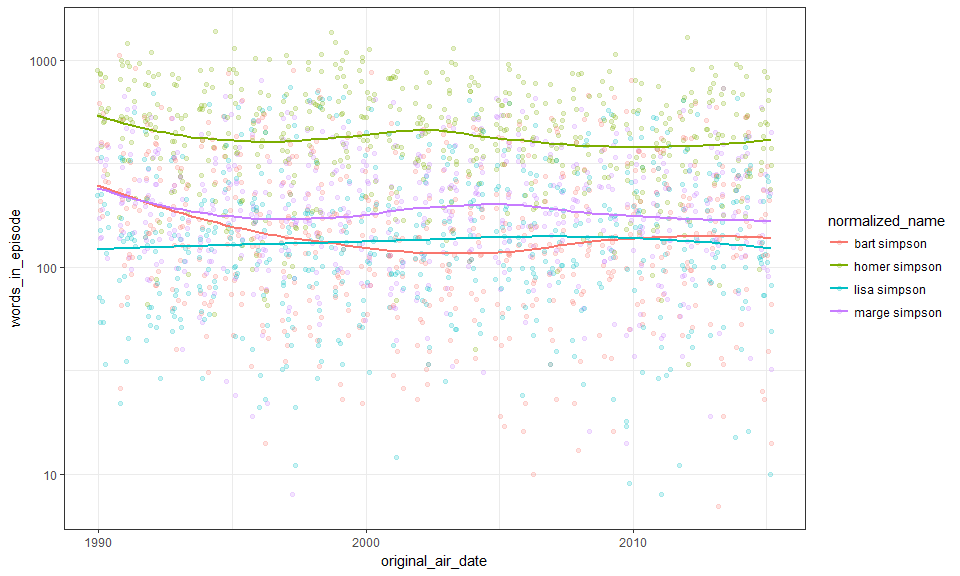 1000
100
10
words_in_episode
1990
2000
2010
original_air_date
normalized_name
bart simpson
homer simpson
lisa simpson
marge simpson